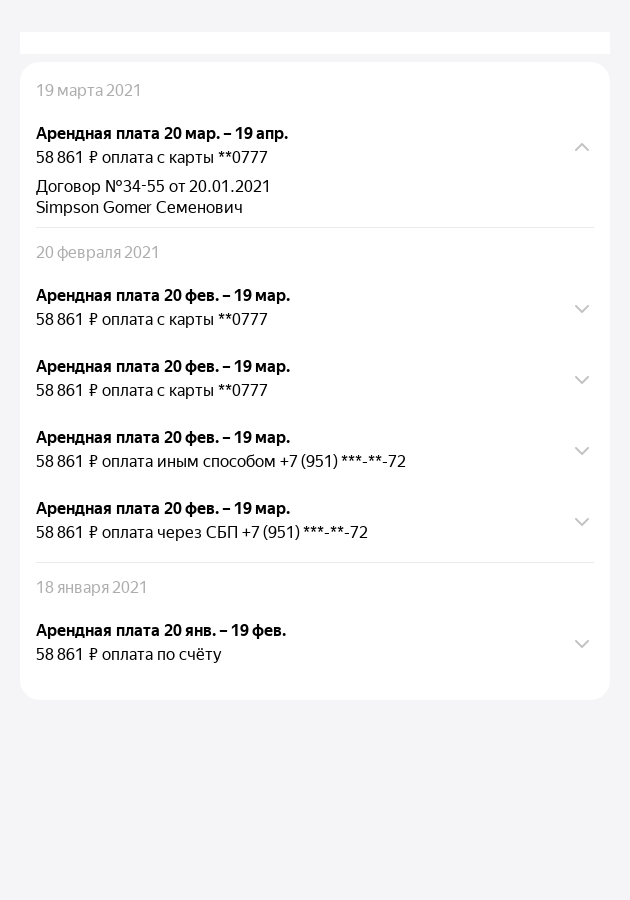 19 марта 2021
Арендная плата 20 мар. – 19 апр.
58 861 ₽ оплата с карты **0777
Договор №34-55 от 20.01.2021
Simpson Gomer Семенович
20 февраля 2021
Арендная плата 20 фев. – 19 мар.
58 861 ₽ оплата с карты **0777
Арендная плата 20 фев. – 19 мар.
58 861 ₽ оплата с карты **0777
Арендная плата 20 фев. – 19 мар.
58 861 ₽ оплата иным способом +7 (951) ***-**-72
Арендная плата 20 фев. – 19 мар.
58 861 ₽ оплата через СБП +7 (951) ***-**-72
18 января 2021
Арендная плата 20 янв. – 19 фев.
58 861 ₽ оплата по счёту